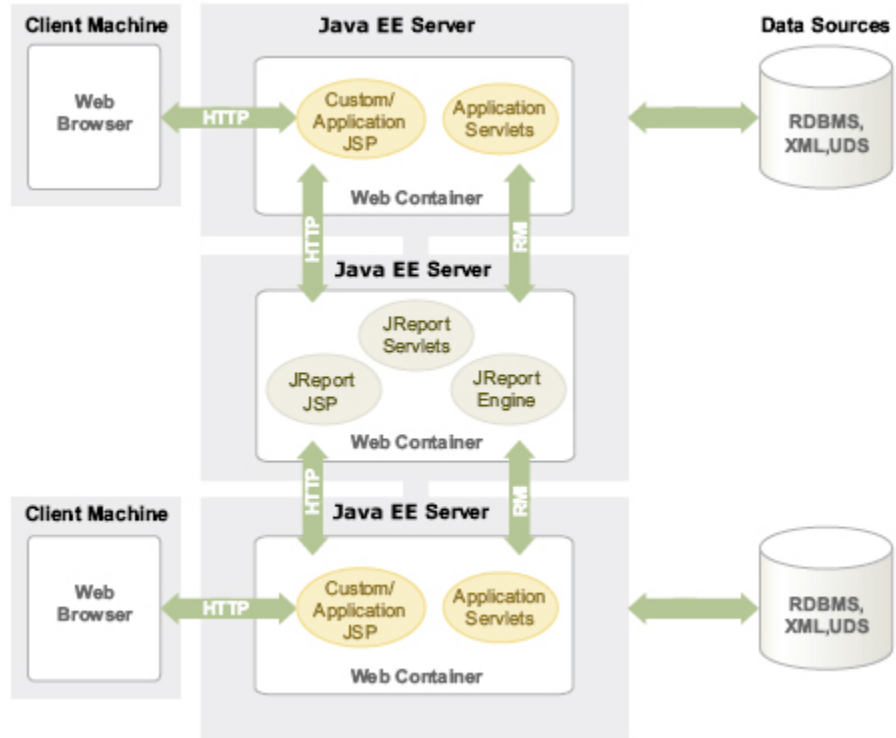 Client Machine
Java EE Server
Data Sources
Web
Browser
HTTP
Custom/
Application
JSP
Application
Servlets
RDBMS,
XML,UDS
Web Container
HTTP
RMI
Java EE Server
JReport
Servlets
JReport
JSP
JReport
Engine
Web Container
HTTP
RMI
Client Machine
Java EE Server
Web
Browser
HTTP
Custom/
Application
JSP
Application
Servlets
RDBMS,
XML,UDS
Web Container